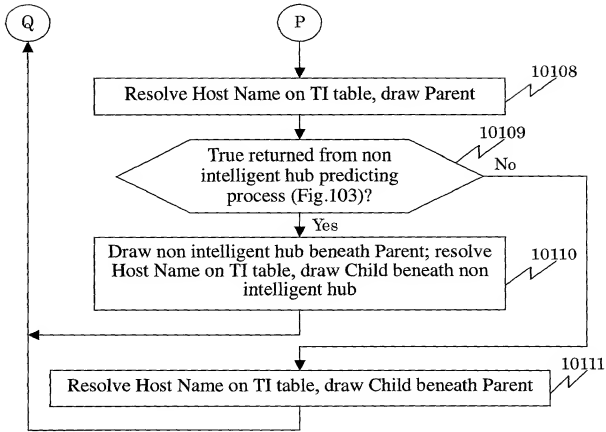 Q
P
10108
Resolve Host Name on TI table, draw Parent
10109
True returned from non
intelligent hub predicting
process (Fig.103)?
No
Yes
Draw non intelligent hub beneath Parent; resolve
Host Name on TI table, draw Child beneath non
intelligent hub
10110
10111
Resolve Host Name on TI table, draw Child beneath Parent